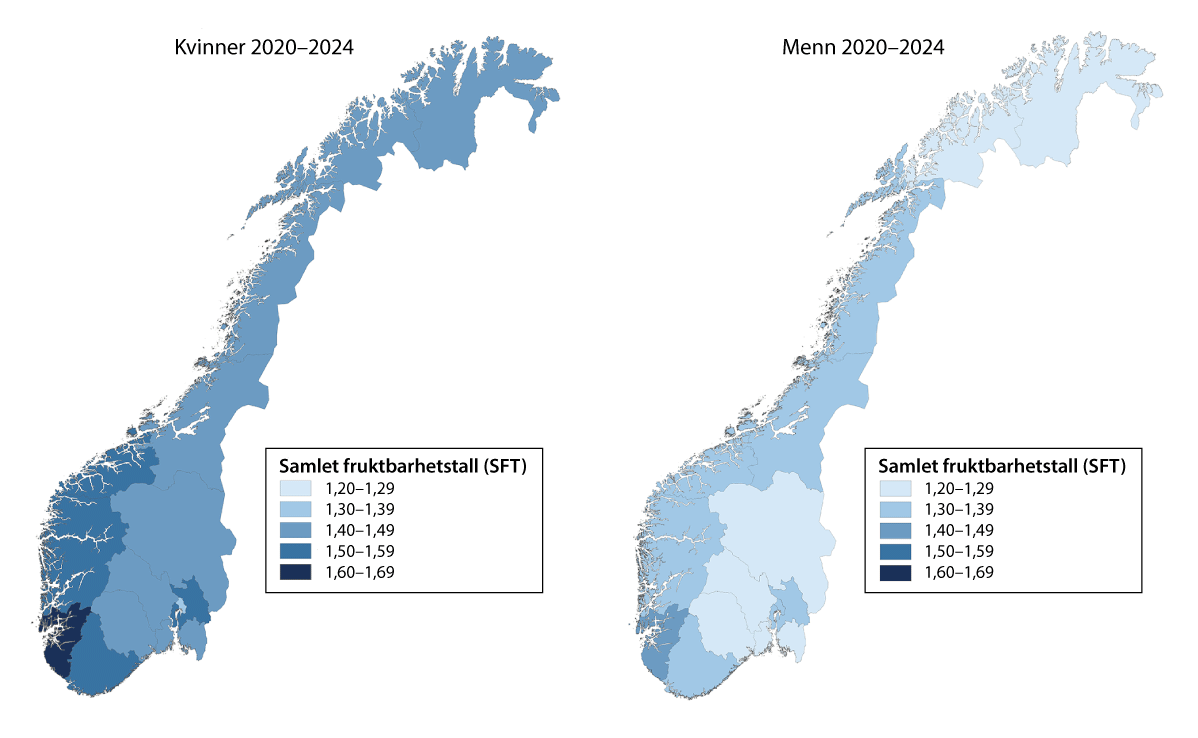 Kvinner 2020–2024
Menn 2020–2024
Samlet fruktbarhetstall (SFT)
1,20–1,29
1,30–1,39
1,40–1,49
1,50–1,59
1,60–1,69
Samlet fruktbarhetstall (SFT)
1,20–1,29
1,30–1,39
1,40–1,49
1,50–1,59
1,60–1,69